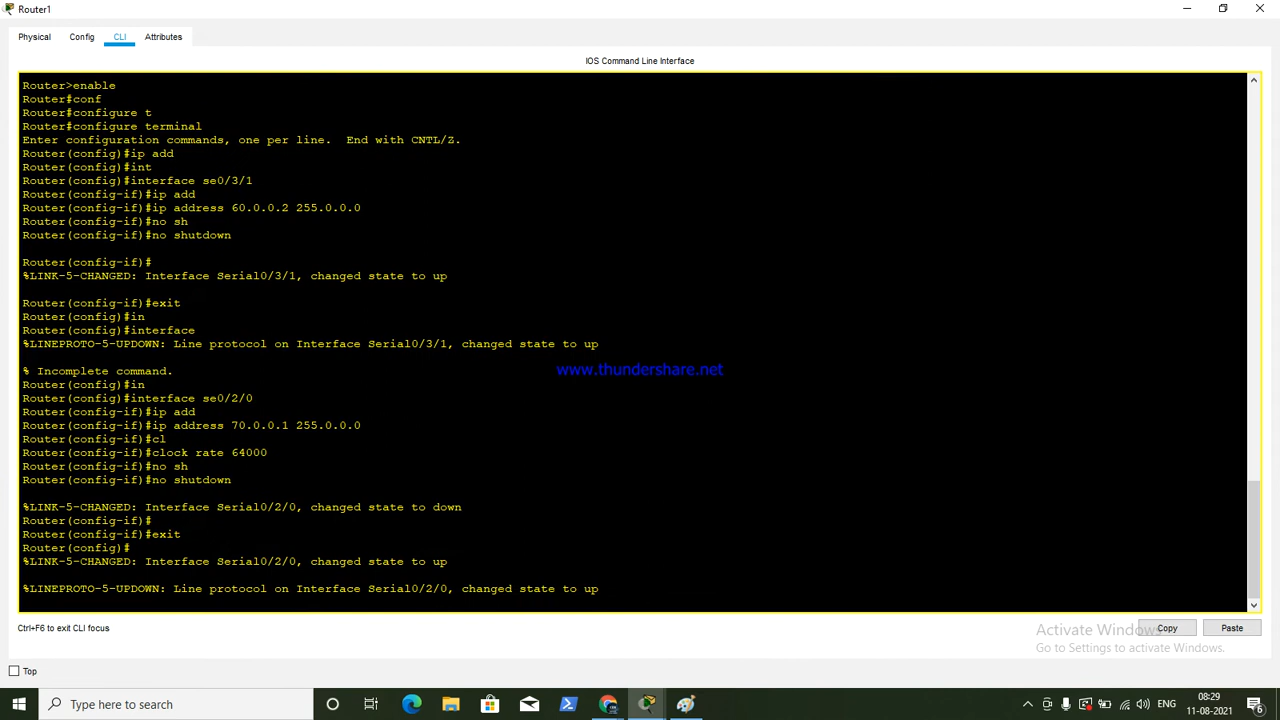 Router1
Physical Config CLI Attributes
IOS Command Line Interface
Router>enable
Router#conf
Router#configure t
Router#configure terminal
Enter configuration commands, one per line.  End with CNTL/Z.
Router(config)#ip add
Router(config)#int
Router(config)#interface se0/3/1
Router(config-if)#ip add
Router(config-if)#ip address 60.0.0.2 255.0.0.0
Router(config-if)#no sh
Router(config-if)#no shutdown
Router(config-if)#
%LINK-5-CHANGED: Interface Serial0/3/1, changed state to up
Router(config-if)#exit
Router(config)#in
Router(config)#interface
%LINEPROTO-5-UPDOWN: Line protocol on Interface Serial0/3/1, changed state to up
www.thundershare.net
% Incomplete command.
Router(config)#in
Router(config)#interface se0/2/0
Router(config-if)#ip add
Router(config-if)#ip address 70.0.0.1 255.0.0.0
Router(config-if)#cl
Router(config-if)#clock rate 64000
Router(config-if)#no sh
Router(config-if)#no shutdown
%LINK-5-CHANGED: Interface Serial0/2/0, changed state to down
Router(config-if)#
Router(config-if)#exit
Router(config)#
%LINK-5-CHANGED: Interface Serial0/2/0, changed state to up
%LINEPROTO-5-UPDOWN: Line protocol on Interface Serial0/2/0, changed state to up
Ctrl+F6 to exit CLI focus
Copy Paste
Activate Windows
Go to Settings to activate Windows.
Top
Type here to search
ENG
08:29
11-08-2021
6